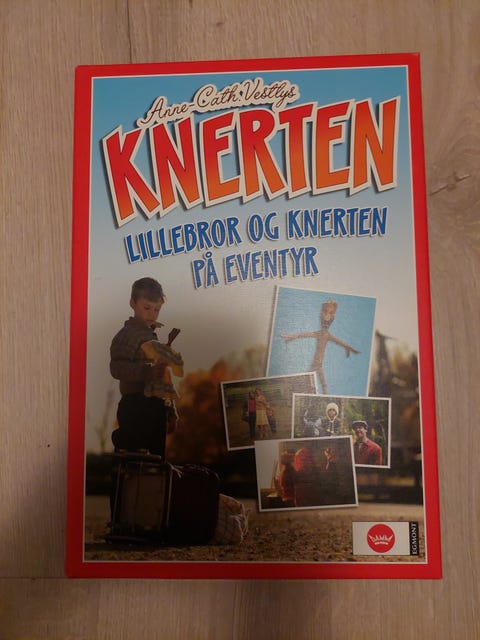 Anne-Cath. Vestlys
KNERTEN
LILLEBROR OG KNERTEN
PÅ EVENTYR
EGMONT